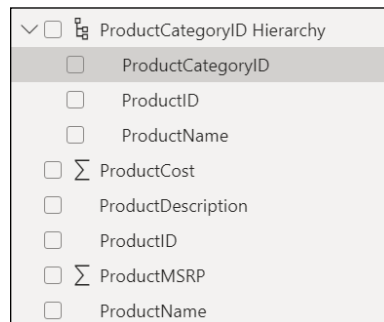 ProductCategoryID Hierarchy
ProductCategoryID
ProductID
ProductName
∑ ProductCost
ProductDescription
ProductID
∑ ProductMSRP
ProductName